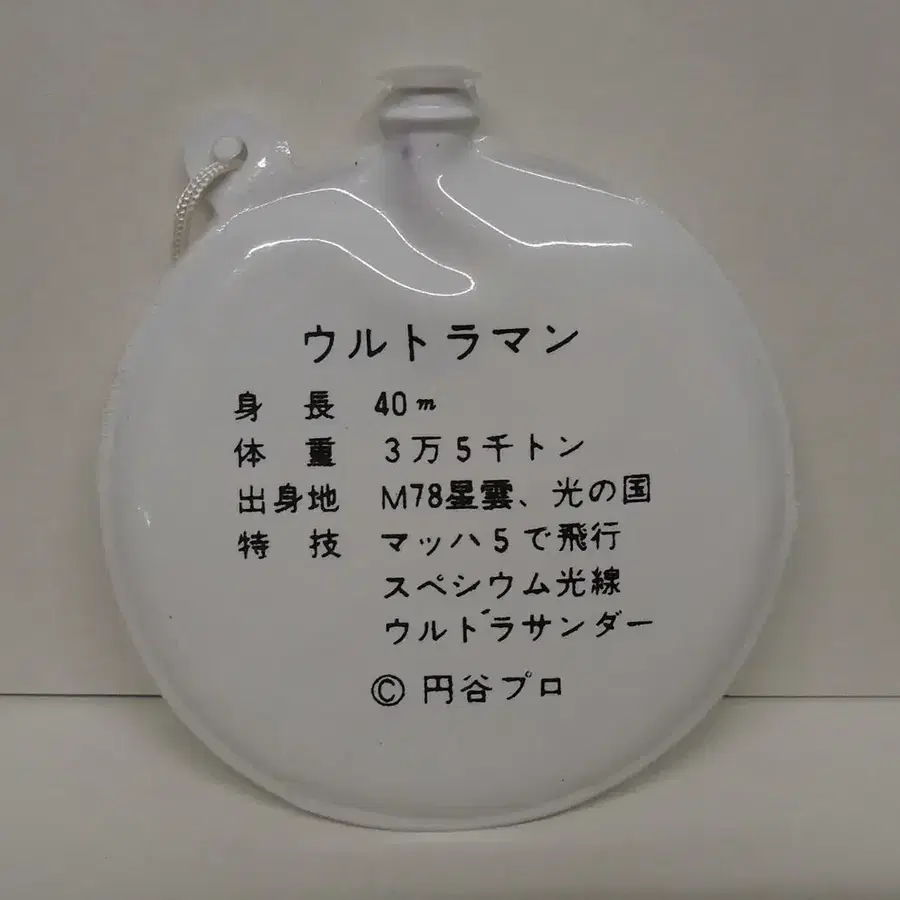 ウルトラマン
身 長 40m
体 重 3万5千トン
出身地 M78星雲、光の国
特 技 マッハ5で飛行
スペシウム光線
ウルトラサンダー
© 円谷プロ